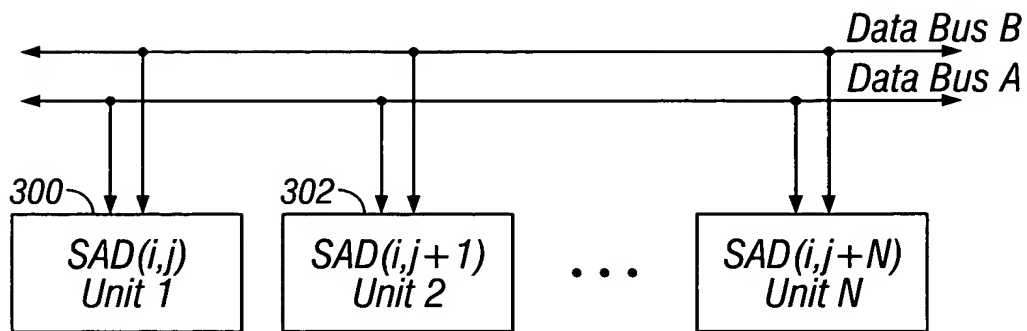 Data Bus B
Data Bus A
300
302
SAD(i,j)
Unit 1
SAD(i,j+1)
Unit 2
• • •
SAD(i,j+N)
Unit N